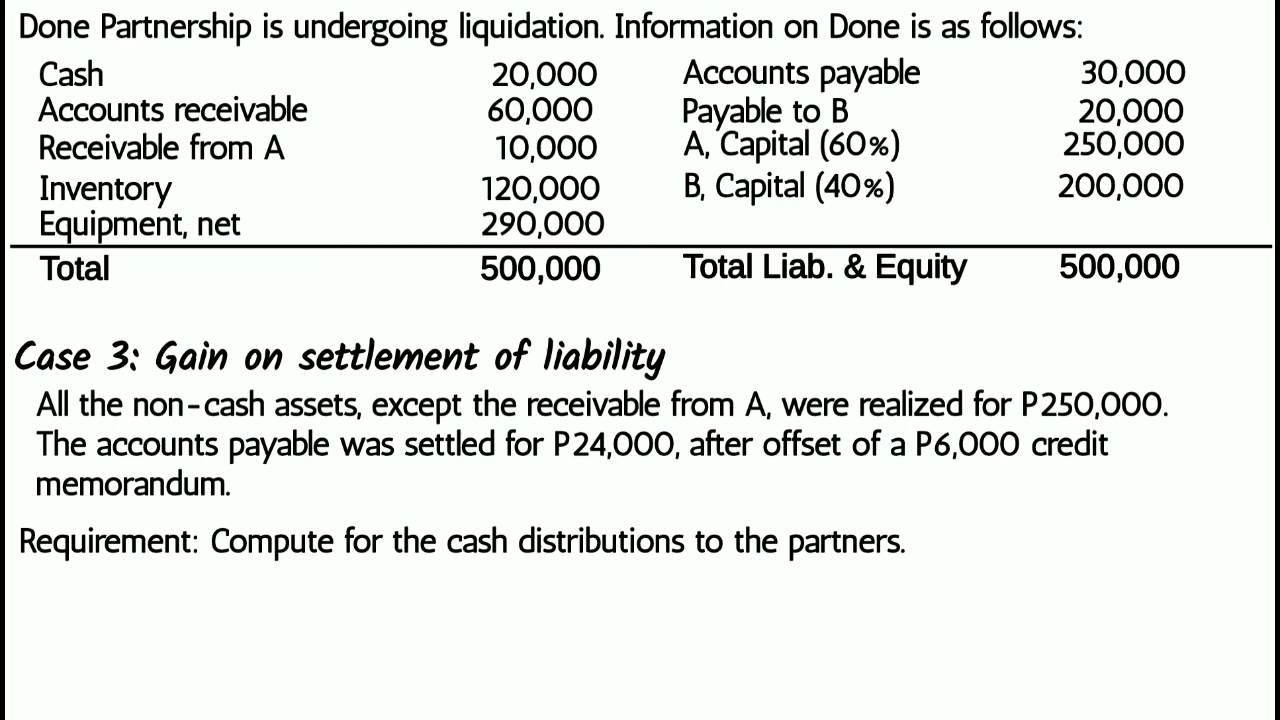 Done Partnership is undergoing liquidation. Information on Done is as follows:
Cash 20,000 Accounts payable 30,000
Accounts receivable 60,000 Payable to B 20,000
Receivable from A 10,000 A, Capital (60%) 250,000
Inventory 120,000 B, Capital (40%) 200,000
Equipment, net 290,000
Total 500,000 Total Liab. & Equity 500,000
Case 3: Gain on settlement of liability
All the non-cash assets, except the receivable from A, were realized for P250,000.
The accounts payable was settled for P24,000, after offset of a P6,000 credit
memorandum.
Requirement: Compute for the cash distributions to the partners.